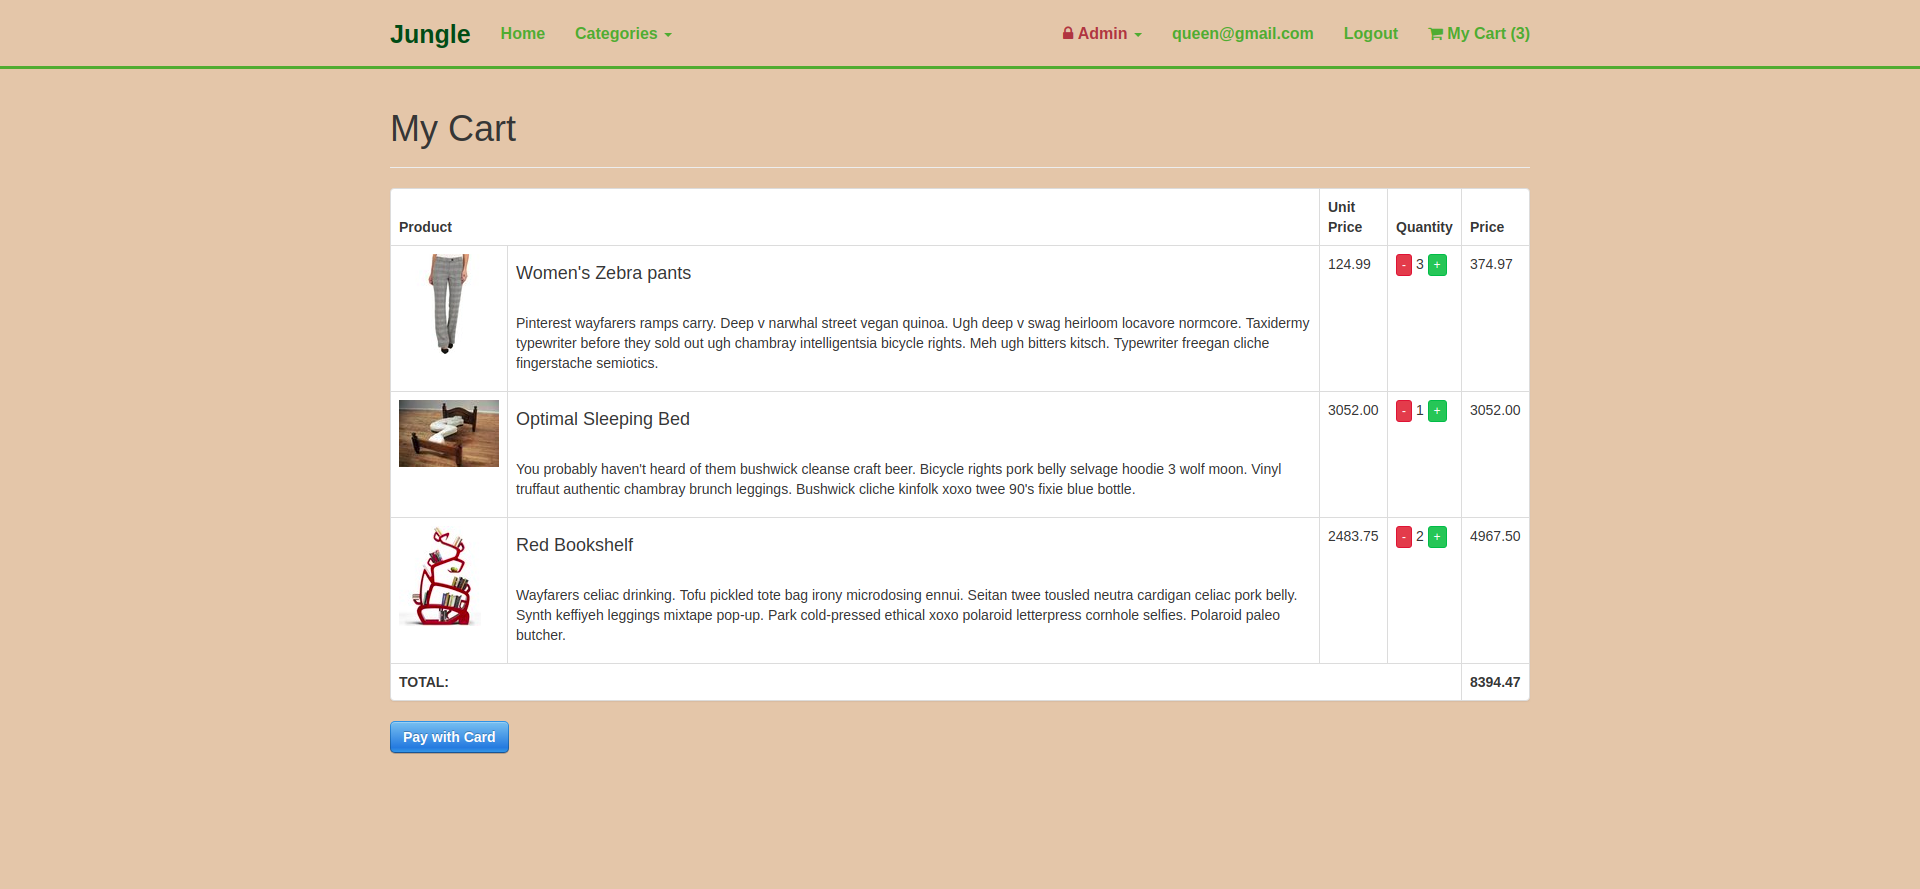 Jungle Home Categories Admin queen@gmail.com Logout My Cart (3)
My Cart
Product Unit Price Quantity Price
Women's Zebra pants 124.99 - 3 + 374.97
Pinterest wayfarers ramps carry. Deep v narwhal street vegan quinoa. Ugh deep v swag heirloom locavore normcore. Taxidermy
typewriter before they sold out ugh chambray intelligentsia bicycle rights. Meh ugh bitters kitsch. Typewriter freegan cliche
fingerstache semiotics.
Optimal Sleeping Bed 3052.00 - 1 + 3052.00
You probably haven't heard of them bushwick cleanse craft beer. Bicycle rights pork belly selvage hoodie 3 wolf moon. Vinyl
truffaut authentic chambray brunch leggings. Bushwick cliche kinfolk xoxo twee 90's fixie blue bottle.
Red Bookshelf 2483.75 - 2 + 4967.50
Wayfarers celiac drinking. Tofu pickled tote bag irony microdosing ennui. Seitan twee tousled neutra cardigan celiac pork belly.
Synth keffiyeh leggings mixtape pop-up. Park cold-pressed ethical xoxo polaroid letterpress cornhole selfies. Polaroid paleo
butcher.
TOTAL: 8394.47
Pay with Card